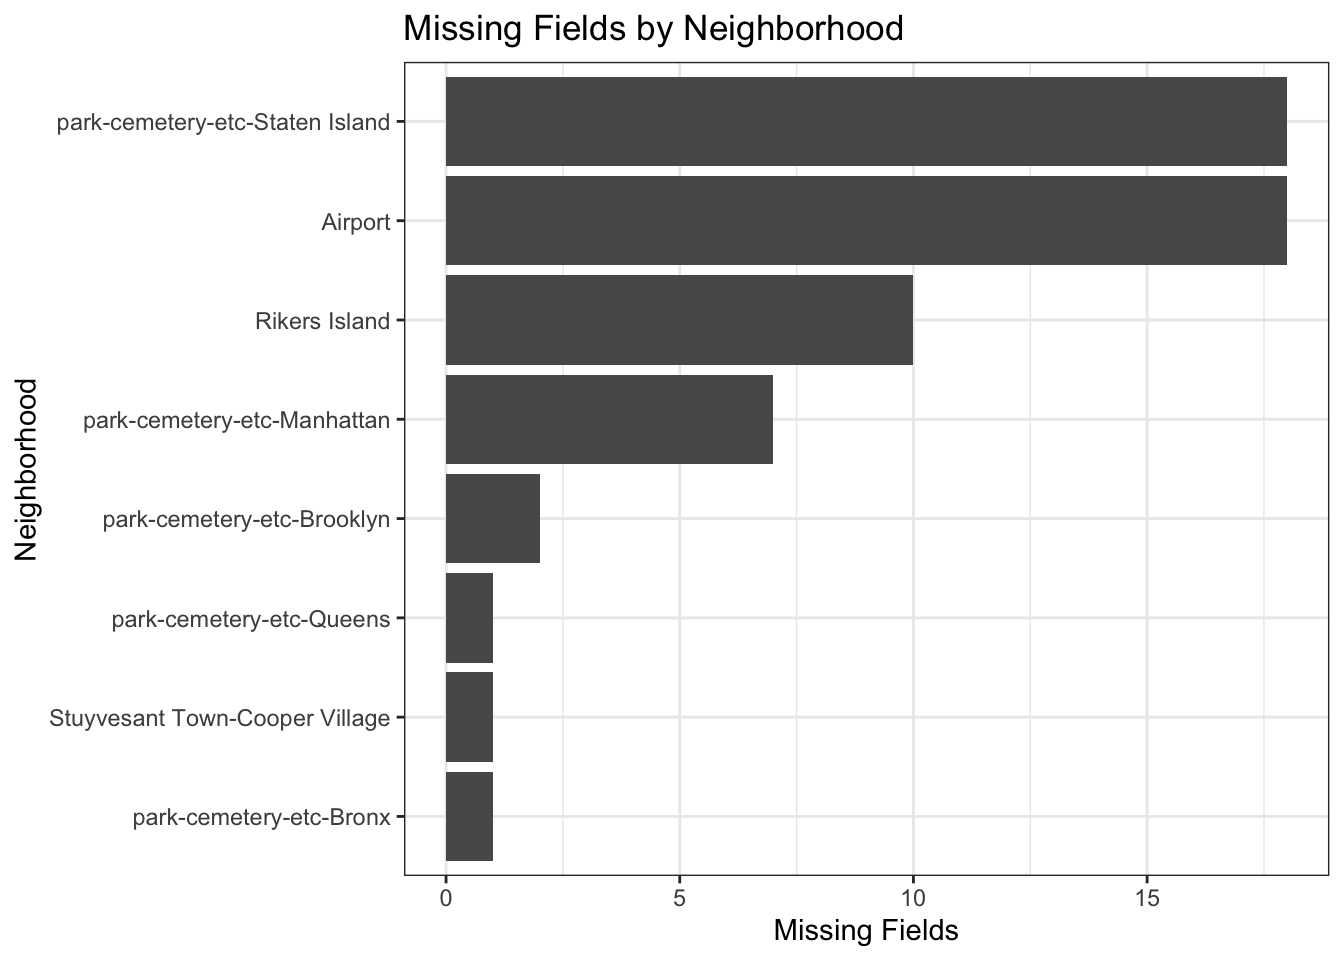 Missing Fields by Neighborhood
park-cemetery-etc-Staten Island
Airport
Rikers Island
park-cemetery-etc-Manhattan
park-cemetery-etc-Brooklyn
park-cemetery-etc-Queens
Stuyvesant Town-Cooper Village
park-cemetery-etc-Bronx
Neighborhood
0 5 10 15
Missing Fields